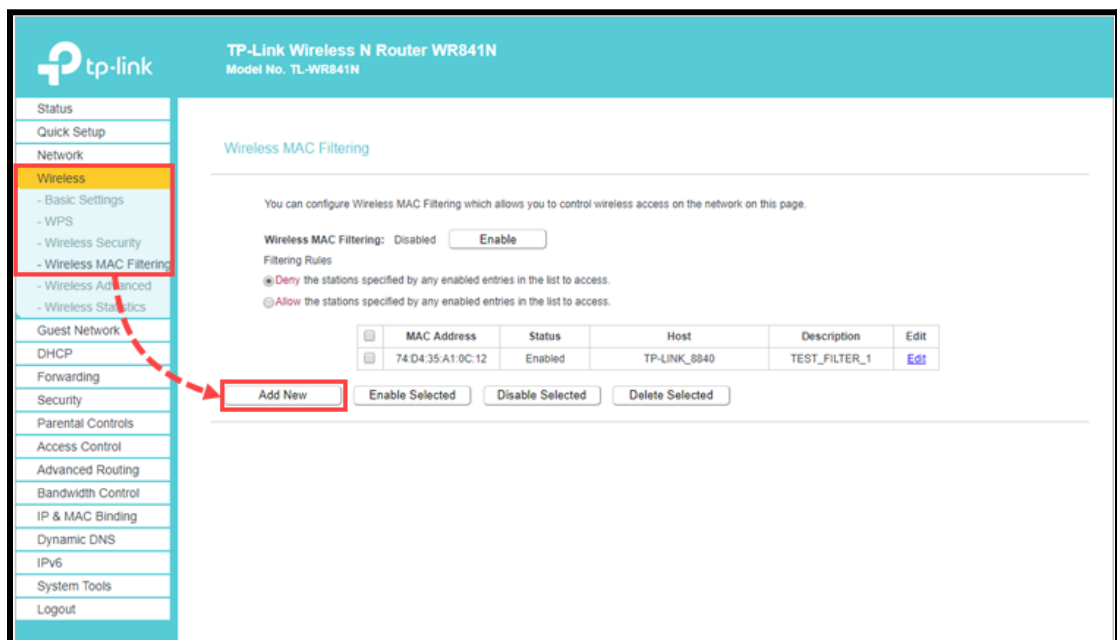 tp-link
TP-Link Wireless N Router WR841N
Model No. TL-WR841N
Status
Quick Setup
Network
Wireless
- Basic Settings
- WPS
- Wireless Security
- Wireless MAC Filtering
- Wireless Advanced
- Wireless Statistics
Guest Network
DHCP
Forwarding
Security
Parental Controls
Access Control
Advanced Routing
Bandwidth Control
IP & MAC Binding
Dynamic DNS
IPv6
System Tools
Logout
Wireless MAC Filtering
You can configure Wireless MAC Filtering which allows you to control wireless access on the network on this page.
Wireless MAC Filtering: Disabled Enable
Filtering Rules
Deny the stations specified by any enabled entries in the list to access.
Allow the stations specified by any enabled entries in the list to access.
MAC Address Status Host Description Edit
74:D4:35:A1:0C:12 Enabled TP-LINK_8840 TEST_FILTER_1 Edit
Add New Enable Selected Disable Selected Delete Selected